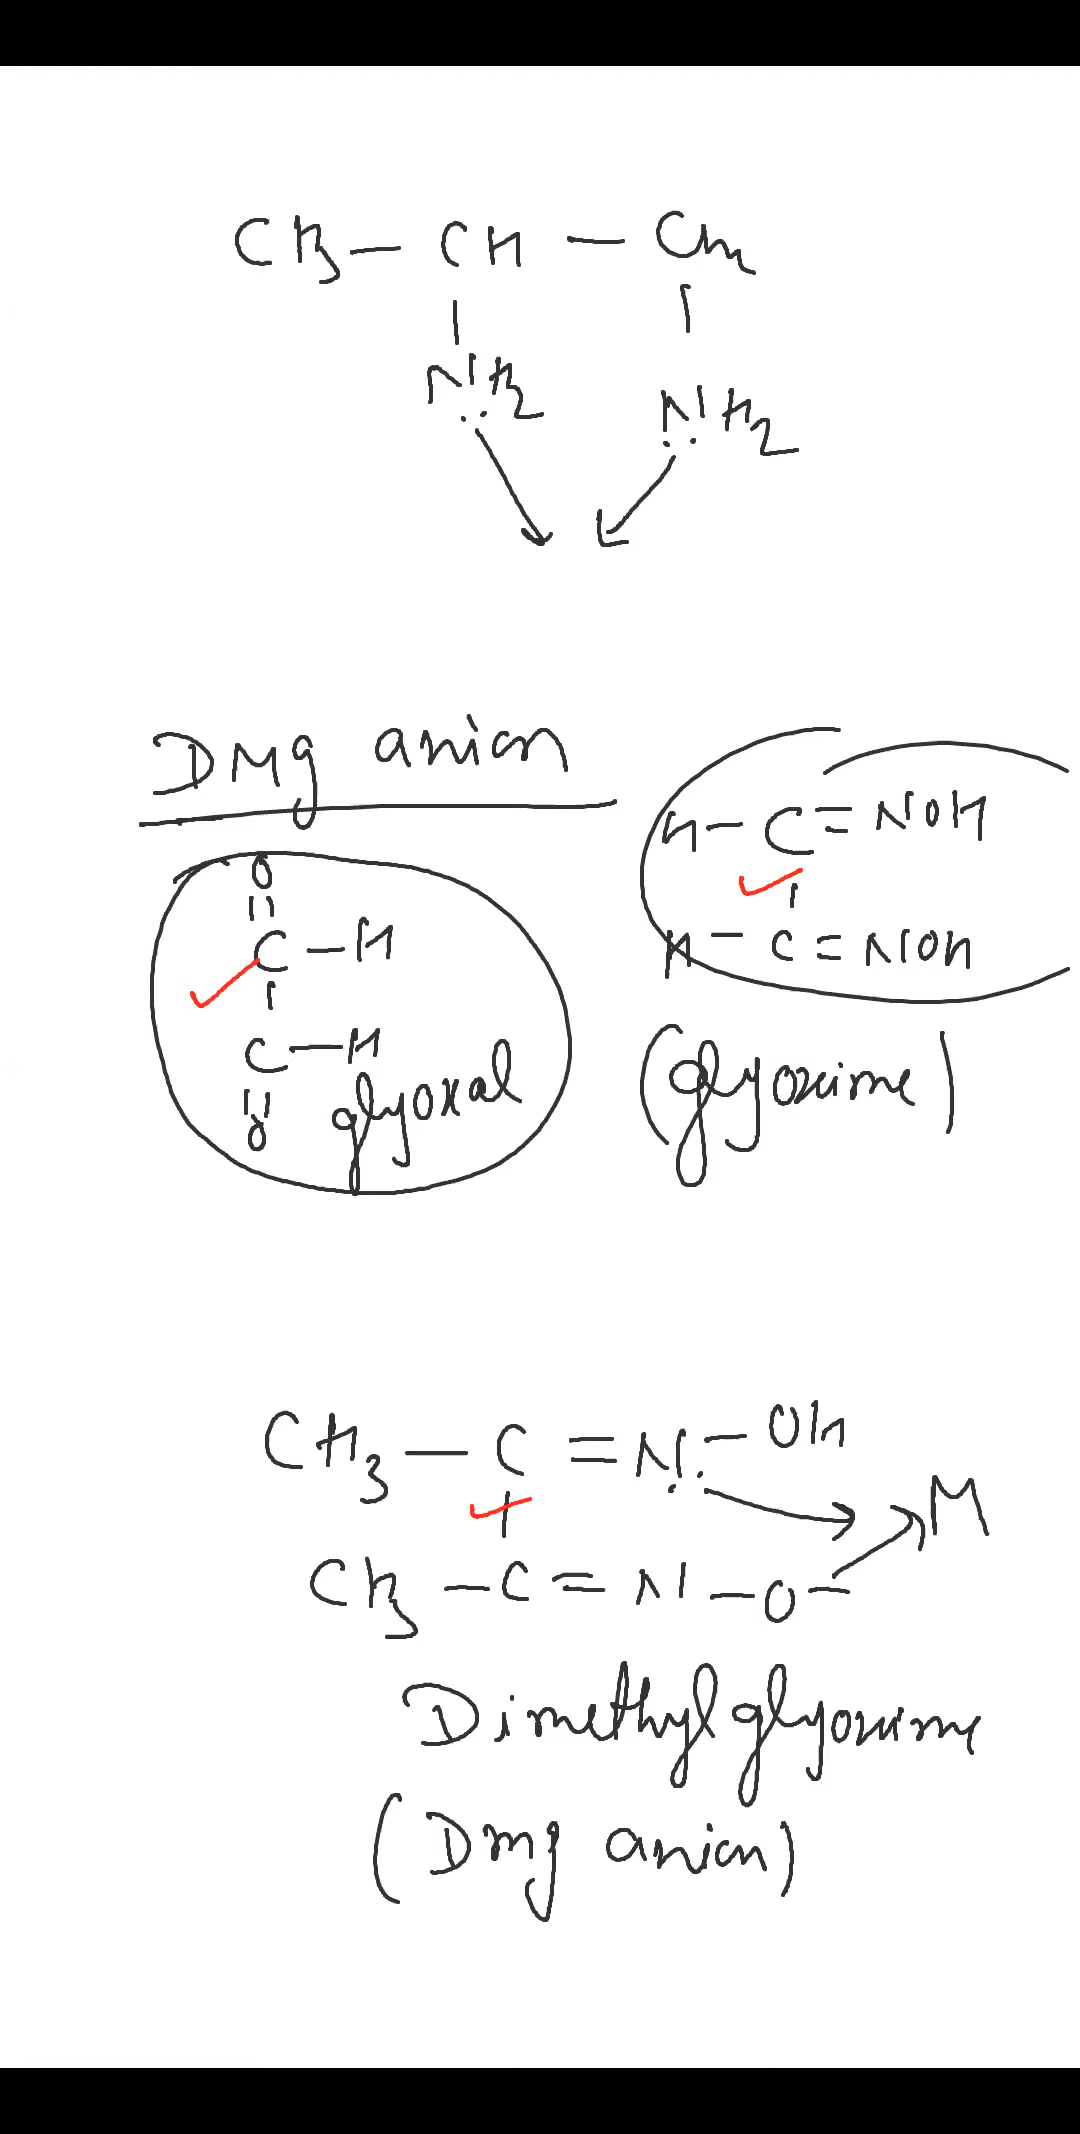 CH3 — CH — CH2
NH2 NH2
DMg anion
O
C — H
C — H
O glyoxal
H — C = NOH
H — C = NOH
(glyoxime)
CH3 — C = N — OH
M
CH3 — C = N — O —
Dimethylglyoxime
(Dmg anion)